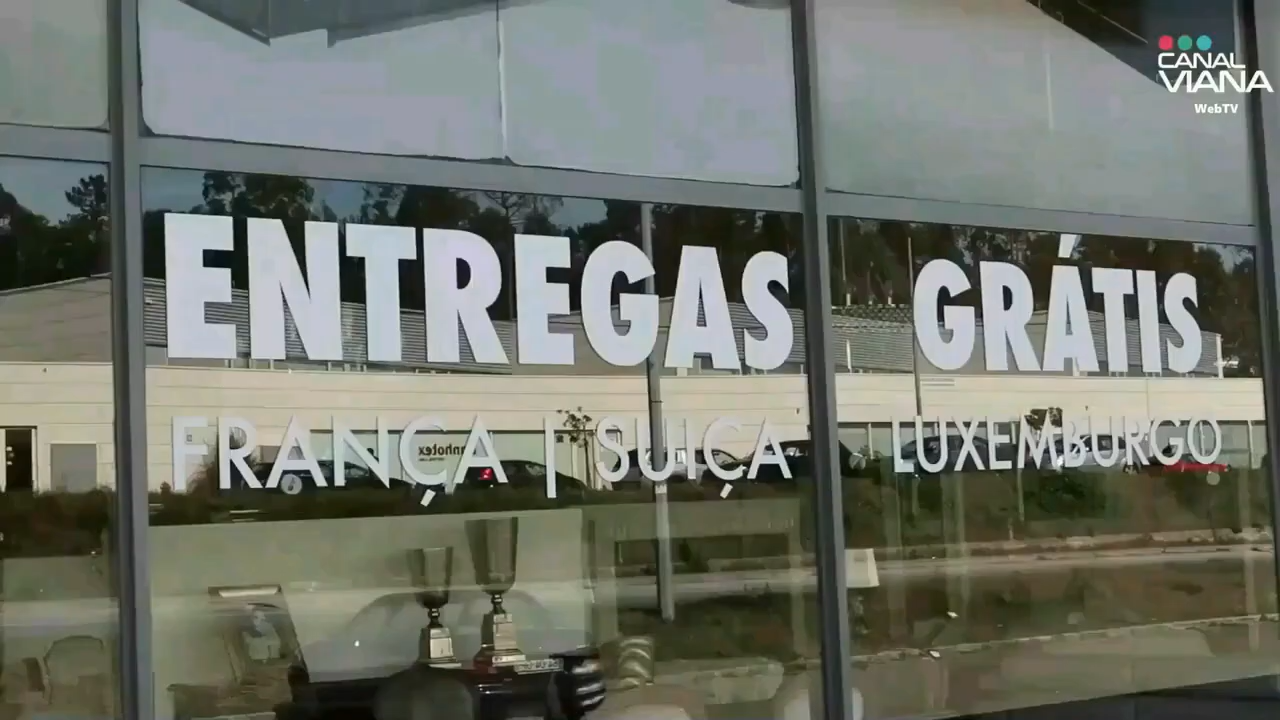 CANAL
VIANA
WebTV
ENTREGAS GRÁTIS
FRANÇA | SUIÇA LUXEMBURGO